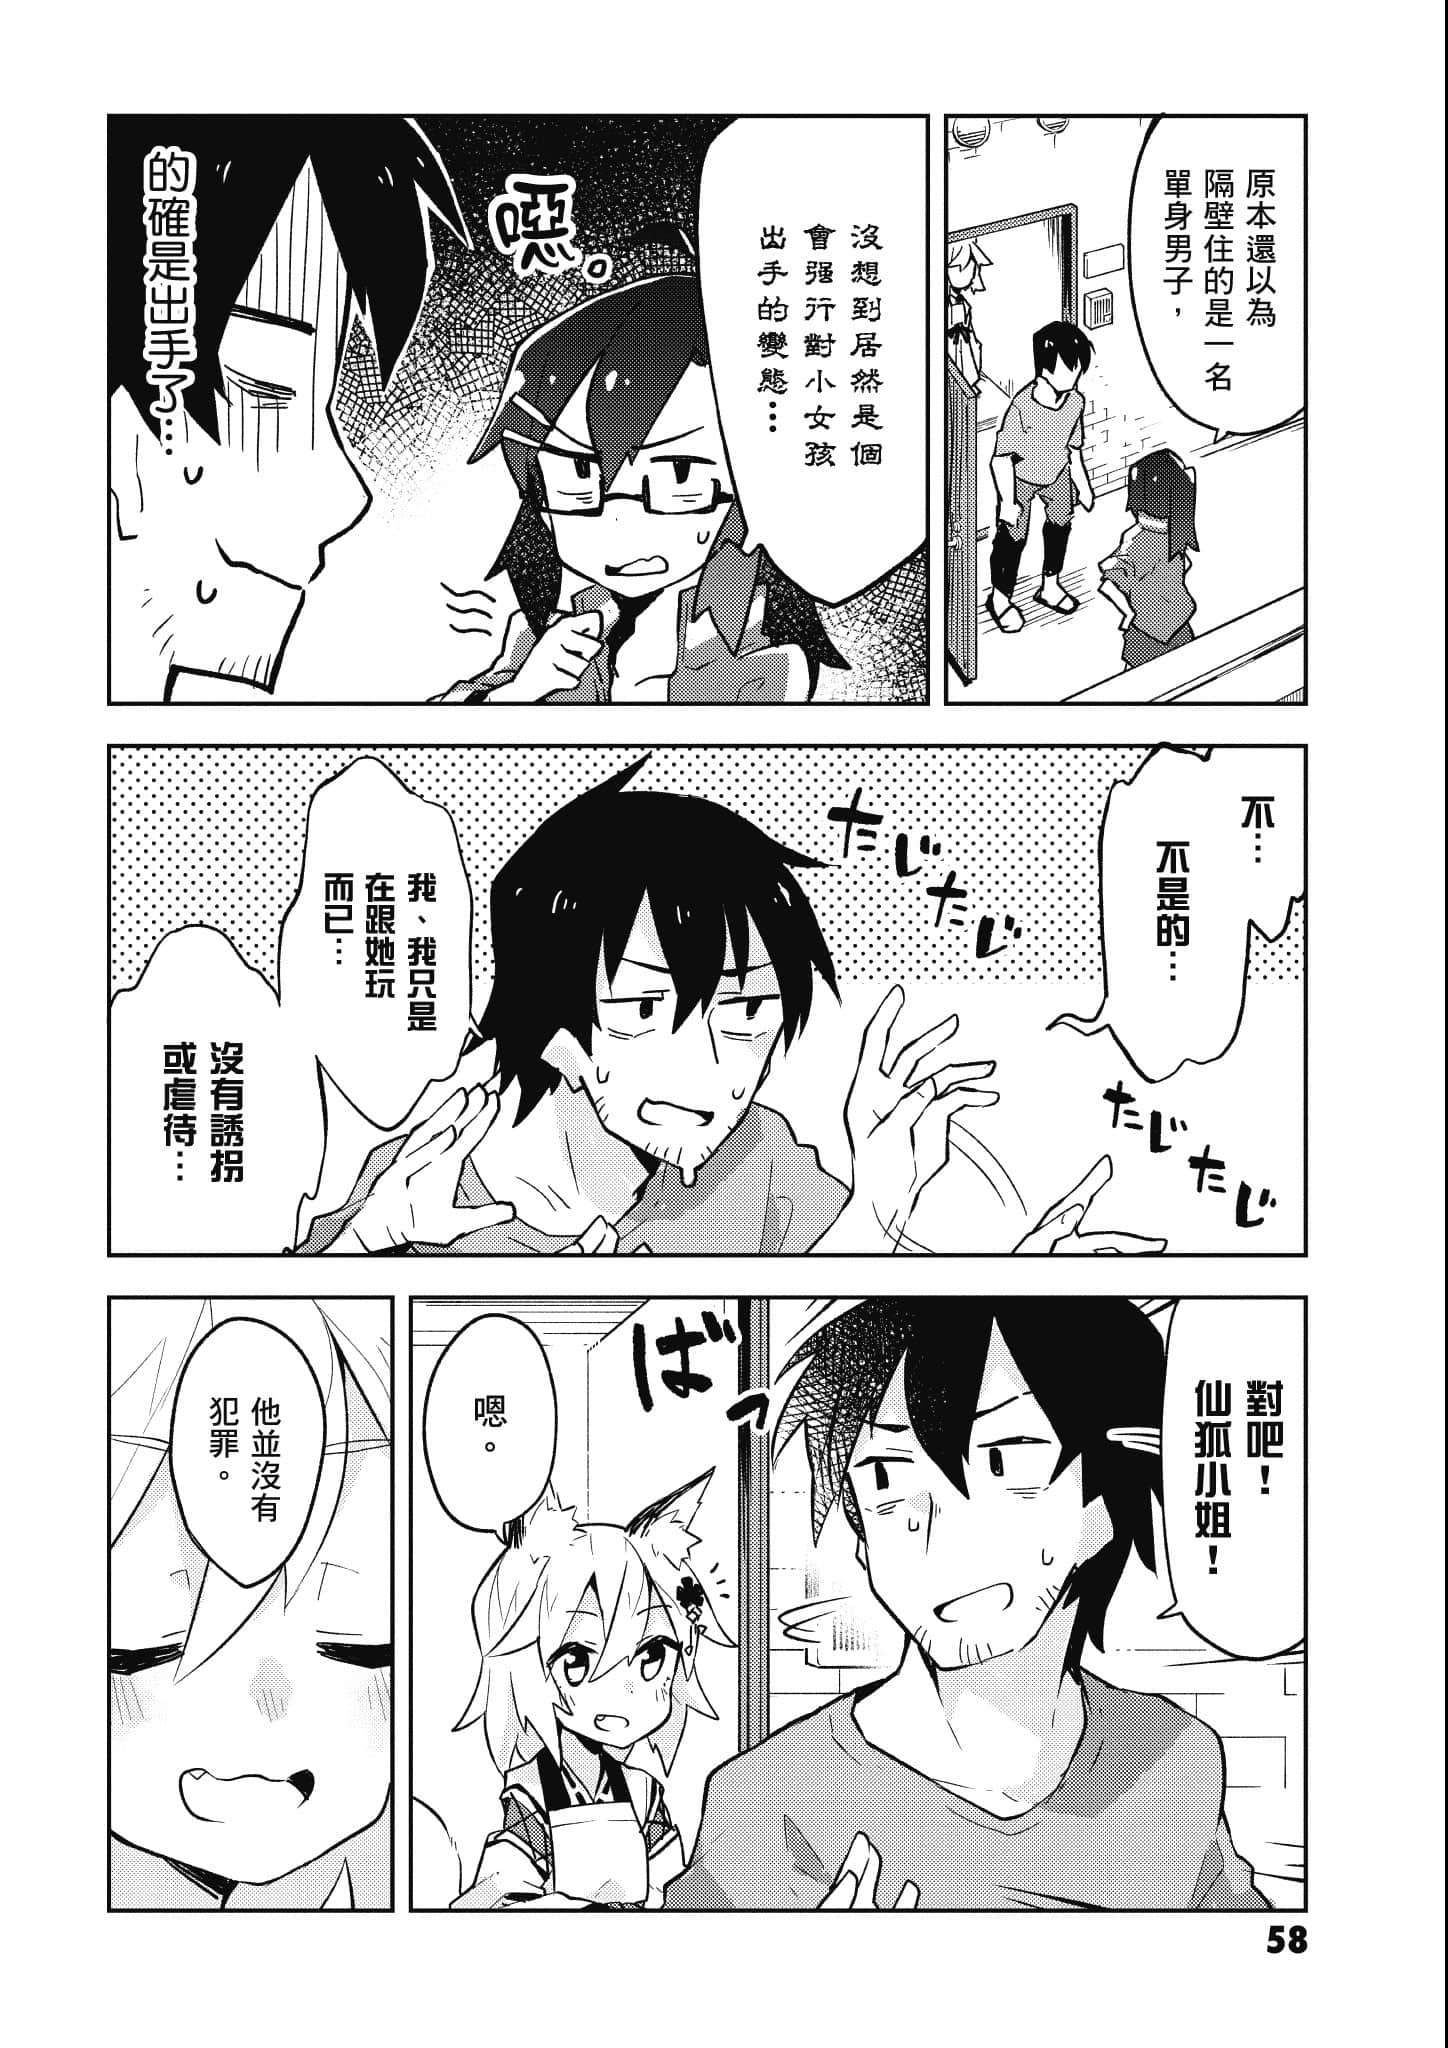 原本還以為
隔壁住的是一名
單身男子，
沒想到居然是個
會强行對小女孩
出手的變態…
噁。
的確是出手了…
不…
不是的…
たじ
たじ
たじ
たじ
我、我只是
在跟她玩
而已…
沒有誘拐
或虐待…
對吧！
仙狐小姐！
ばっ
嗯。
他並沒有
犯罪。
58